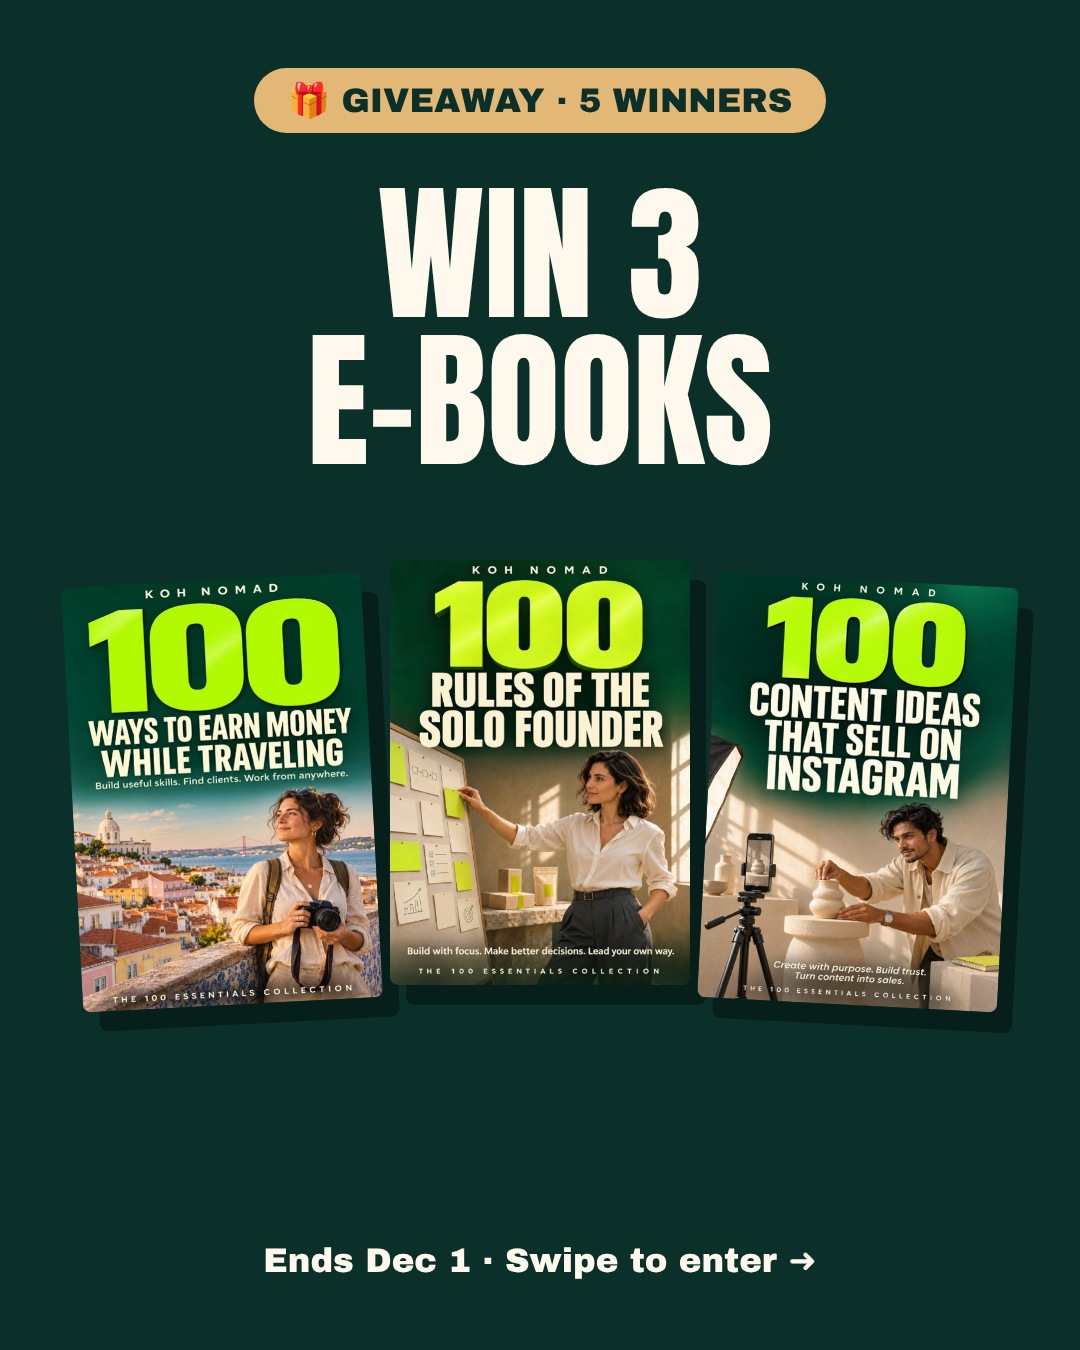 🎁 GIVEAWAY · 5 WINNERS
WIN 3
E-BOOKS
KOH NOMAD
100
WAYS TO EARN MONEY
WHILE TRAVELING
Build useful skills. Find clients. Work from anywhere.
THE 100 ESSENTIALS COLLECTION
KOH NOMAD
100
RULES OF THE
SOLO FOUNDER
Build with focus. Make better decisions. Lead your own way.
THE 100 ESSENTIALS COLLECTION
KOH NOMAD
100
CONTENT IDEAS
THAT SELL ON
INSTAGRAM
Create with purpose. Build trust.
Turn content into sales.
THE 100 ESSENTIALS COLLECTION
Ends Dec 1 · Swipe to enter →